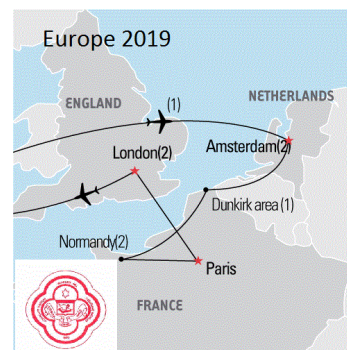 Europe 2019
(1)
ENGLAND
NETHERLANDS
London(2)
Amsterdam(2)
Dunkirk area (1)
Normandy(2)
Paris
FRANCE